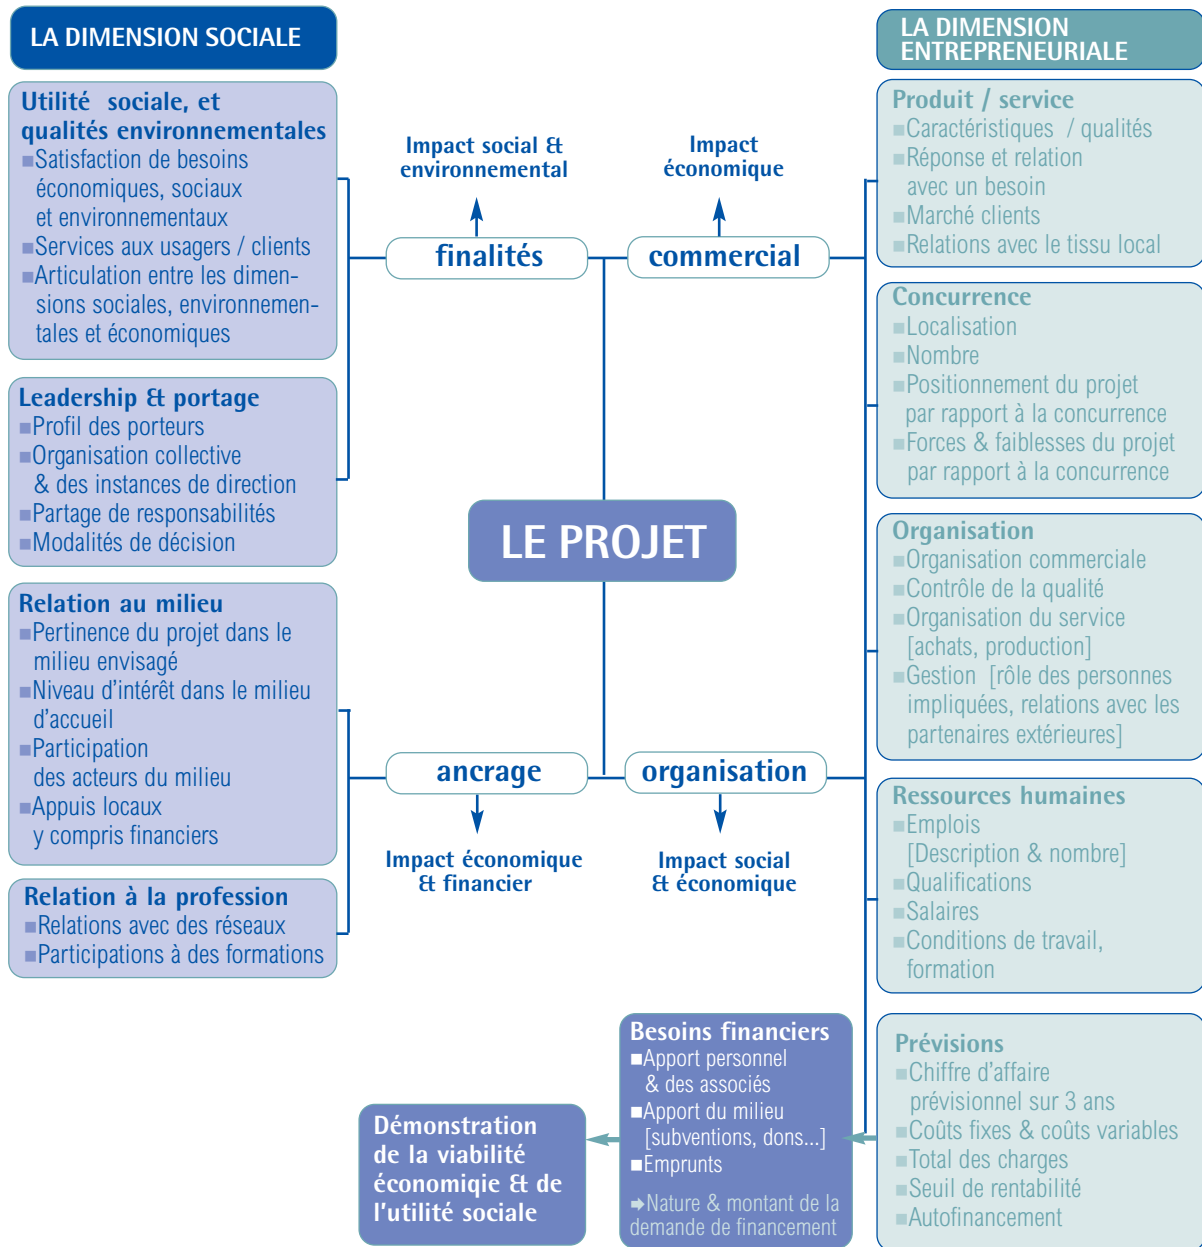 LA DIMENSION SOCIALE
Utilité sociale, et
qualités environnementales
■Satisfaction de besoins
économiques, sociaux
et environnementaux
■Services aux usagers / clients
■Articulation entre les dimen-
sions sociales, environnemen-
tales et économiques
Leadership & portage
■Profil des porteurs
■Organisation collective
& des instances de direction
■Partage de responsabilités
■Modalités de décision
Relation au milieu
■Pertinence du projet dans le
milieu envisagé
■Niveau d'intérêt dans le milieu
d'accueil
■Participation
des acteurs du milieu
■Appuis locaux
y compris financiers
Relation à la profession
■Relations avec des réseaux
■Participations à des formations
Impact social &
environnemental
finalités
Impact
économique
commercial
LE PROJET
ancrage
Impact économique
& financier
organisation
Impact social
& économique
LA DIMENSION
ENTREPRENEURIALE
Produit / service
■Caractéristiques / qualités
■Réponse et relation
avec un besoin
■Marché clients
■Relations avec le tissu local
Concurrence
■Localisation
■Nombre
■Positionnement du projet
par rapport à la concurrence
■Forces & faiblesses du projet
par rapport à la concurrence
Organisation
■Organisation commerciale
■Contrôle de la qualité
■Organisation du service
[achats, production]
■Gestion [rôle des personnes
impliquées, relations avec les
partenaires extérieures]
Ressources humaines
■Emplois
[Description & nombre]
■Qualifications
■Salaires
■Conditions de travail,
formation
Prévisions
■Chiffre d'affaire
prévisionnel sur 3 ans
■Coûts fixes & coûts variables
■Total des charges
■Seuil de rentabilité
■Autofinancement
Besoins financiers
■Apport personnel
& des associés
■Apport du milieu
[subventions, dons...]
■Emprunts
➔Nature & montant de la
demande de financement
Démonstration
de la viabilité
économiqie & de
l'utilité sociale